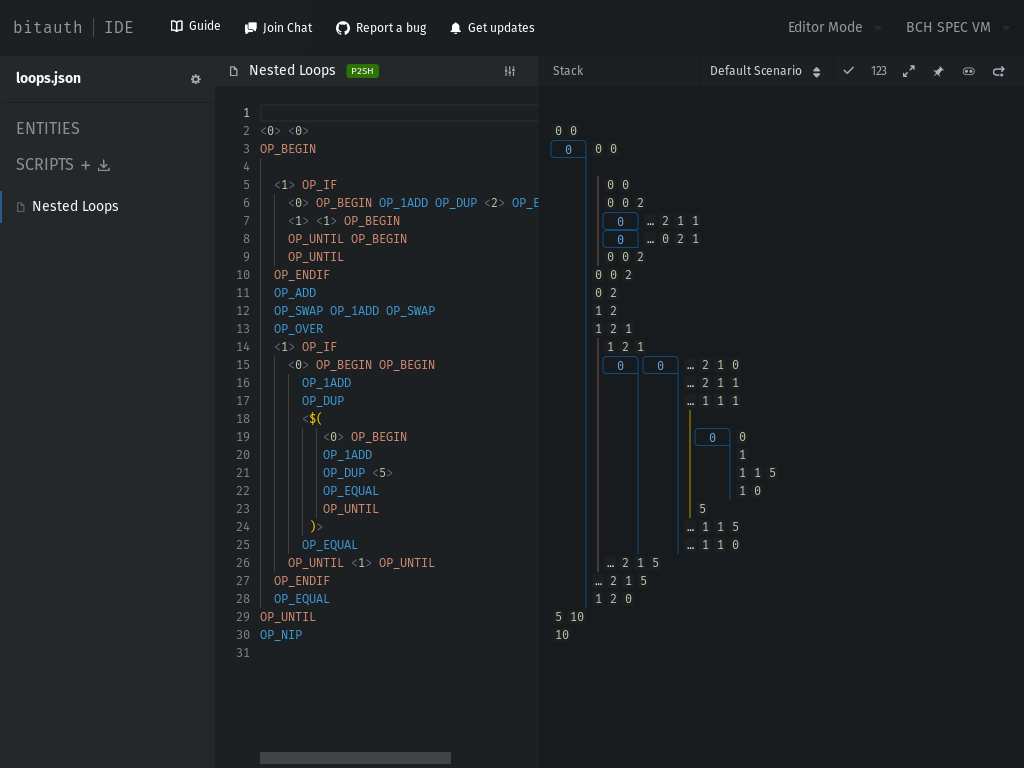 bitauth IDE Guide Join Chat Report a bug Get updates Editor Mode BCH SPEC VM
loops.json Nested Loops P2SH Stack Default Scenario 123
ENTITIES
SCRIPTS +
Nested Loops
1
2 <0> <0> 0 0
3 OP_BEGIN 0 0 0
4
5 <1> OP_IF 0 0
6 <0> OP_BEGIN OP_1ADD OP_DUP <2> OP_E 0 0 2
7 <1> <1> OP_BEGIN 0 … 2 1 1
8 OP_UNTIL OP_BEGIN 0 … 0 2 1
9 OP_UNTIL 0 0 2
10 OP_ENDIF 0 0 2
11 OP_ADD 0 2
12 OP_SWAP OP_1ADD OP_SWAP 1 2
13 OP_OVER 1 2 1
14 <1> OP_IF 1 2 1
15 <0> OP_BEGIN OP_BEGIN 0 0 … 2 1 0
16 OP_1ADD … 2 1 1
17 OP_DUP … 1 1 1
18 <$(
19 <0> OP_BEGIN 0 0
20 OP_1ADD 1
21 OP_DUP <5> 1 1 5
22 OP_EQUAL 1 0
23 OP_UNTIL 5
24 )> … 1 1 5
25 OP_EQUAL … 1 1 0
26 OP_UNTIL <1> OP_UNTIL … 2 1 5
27 OP_ENDIF … 2 1 5
28 OP_EQUAL 1 2 0
29 OP_UNTIL 5 10
30 OP_NIP 10
31